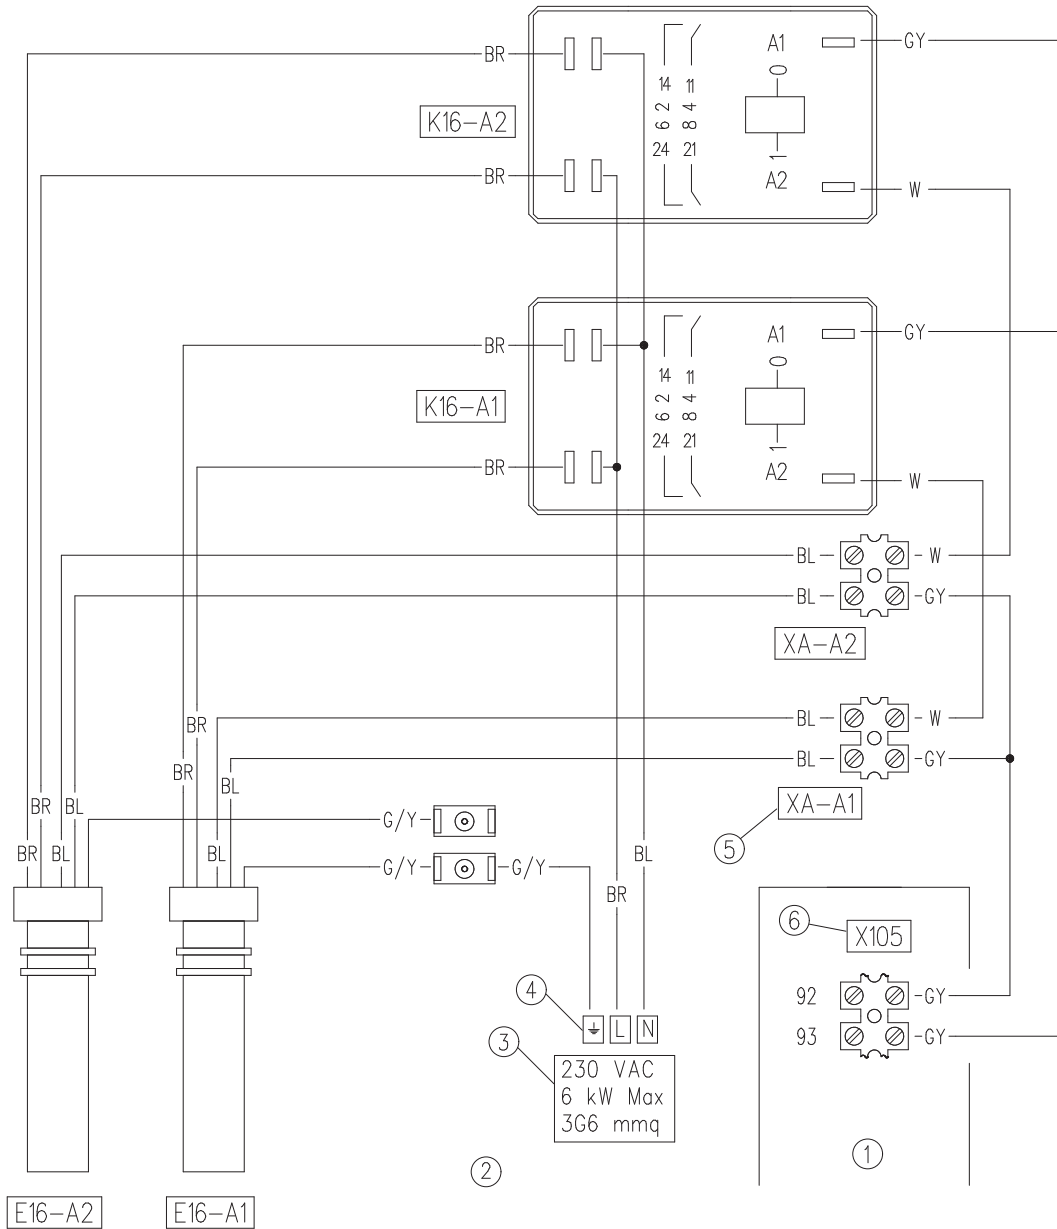 BR
A1
GY
0
14 11
2 4
K16-A2
6 8
24 21
1
BR
A2
W
BR
A1
GY
0
14 11
2 4
K16-A1
6 8
24 21
1
BR
A2
W
BL
W
BL
GY
XA-A2
BR
BL
W
BL
GY
BR
BL
XA-A1
BR
BL
G/Y
5
BR
BL
BL
BL
G/Y
G/Y
BR
6
X105
92
GY
4
L
N
93
GY
3
230 VAC
6 kW Max
3G6 mmq
1
2
E16-A2
E16-A1